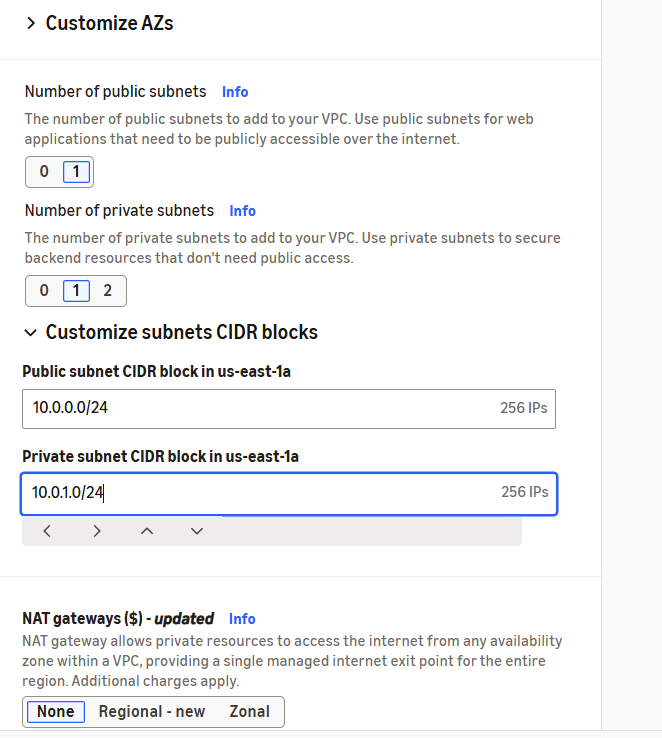 Customize AZs
Number of public subnets Info
The number of public subnets to add to your VPC. Use public subnets for web
applications that need to be publicly accessible over the internet.
0 1
Number of private subnets Info
The number of private subnets to add to your VPC. Use private subnets to secure
backend resources that don't need public access.
0 1 2
Customize subnets CIDR blocks
Public subnet CIDR block in us-east-1a
10.0.0.0/24 256 IPs
Private subnet CIDR block in us-east-1a
10.0.1.0/24 256 IPs
NAT gateways ($) - updated Info
NAT gateway allows private resources to access the internet from any availability
zone within a VPC, providing a single managed internet exit point for the entire
region. Additional charges apply.
None Regional - new Zonal